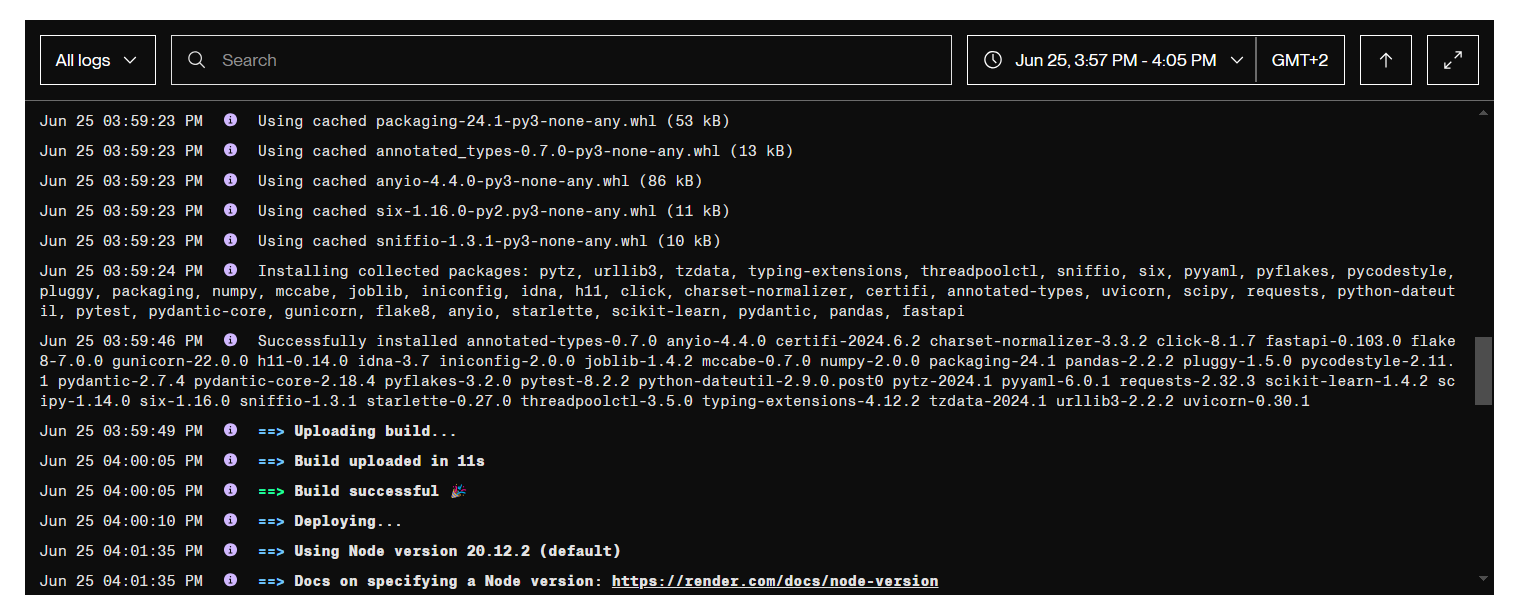 All logs
Search
Jun 25, 3:57 PM - 4:05 PM
GMT+2
Jun 25 03:59:23 PM Using cached packaging-24.1-py3-none-any.whl (53 kB)
Jun 25 03:59:23 PM Using cached annotated_types-0.7.0-py3-none-any.whl (13 kB)
Jun 25 03:59:23 PM Using cached anyio-4.4.0-py3-none-any.whl (86 kB)
Jun 25 03:59:23 PM Using cached six-1.16.0-py2.py3-none-any.whl (11 kB)
Jun 25 03:59:23 PM Using cached sniffio-1.3.1-py3-none-any.whl (10 kB)
Jun 25 03:59:24 PM Installing collected packages: pytz, urllib3, tzdata, typing-extensions, threadpoolctl, sniffio, six, pyyaml, pyflakes, pycodestyle,
pluggy, packaging, numpy, mccabe, joblib, iniconfig, idna, h11, click, charset-normalizer, certifi, annotated-types, uvicorn, scipy, requests, python-dateut
il, pytest, pydantic-core, gunicorn, flake8, anyio, starlette, scikit-learn, pydantic, pandas, fastapi
Jun 25 03:59:46 PM Successfully installed annotated-types-0.7.0 anyio-4.4.0 certifi-2024.6.2 charset-normalizer-3.3.2 click-8.1.7 fastapi-0.103.0 flake
8-7.0.0 gunicorn-22.0.0 h11-0.14.0 idna-3.7 iniconfig-2.0.0 joblib-1.4.2 mccabe-0.7.0 numpy-2.0.0 packaging-24.1 pandas-2.2.2 pluggy-1.5.0 pycodestyle-2.11.
1 pydantic-2.7.4 pydantic-core-2.18.4 pyflakes-3.2.0 pytest-8.2.2 python-dateutil-2.9.0.post0 pytz-2024.1 pyyaml-6.0.1 requests-2.32.3 scikit-learn-1.4.2 sc
ipy-1.14.0 six-1.16.0 sniffio-1.3.1 starlette-0.27.0 threadpoolctl-3.5.0 typing-extensions-4.12.2 tzdata-2024.1 urllib3-2.2.2 uvicorn-0.30.1
Jun 25 03:59:49 PM ==> Uploading build...
Jun 25 04:00:05 PM ==> Build uploaded in 11s
Jun 25 04:00:05 PM ==> Build successful 🎉
Jun 25 04:00:10 PM ==> Deploying...
Jun 25 04:01:35 PM ==> Using Node version 20.12.2 (default)
Jun 25 04:01:35 PM ==> Docs on specifying a Node version: https://render.com/docs/node-version